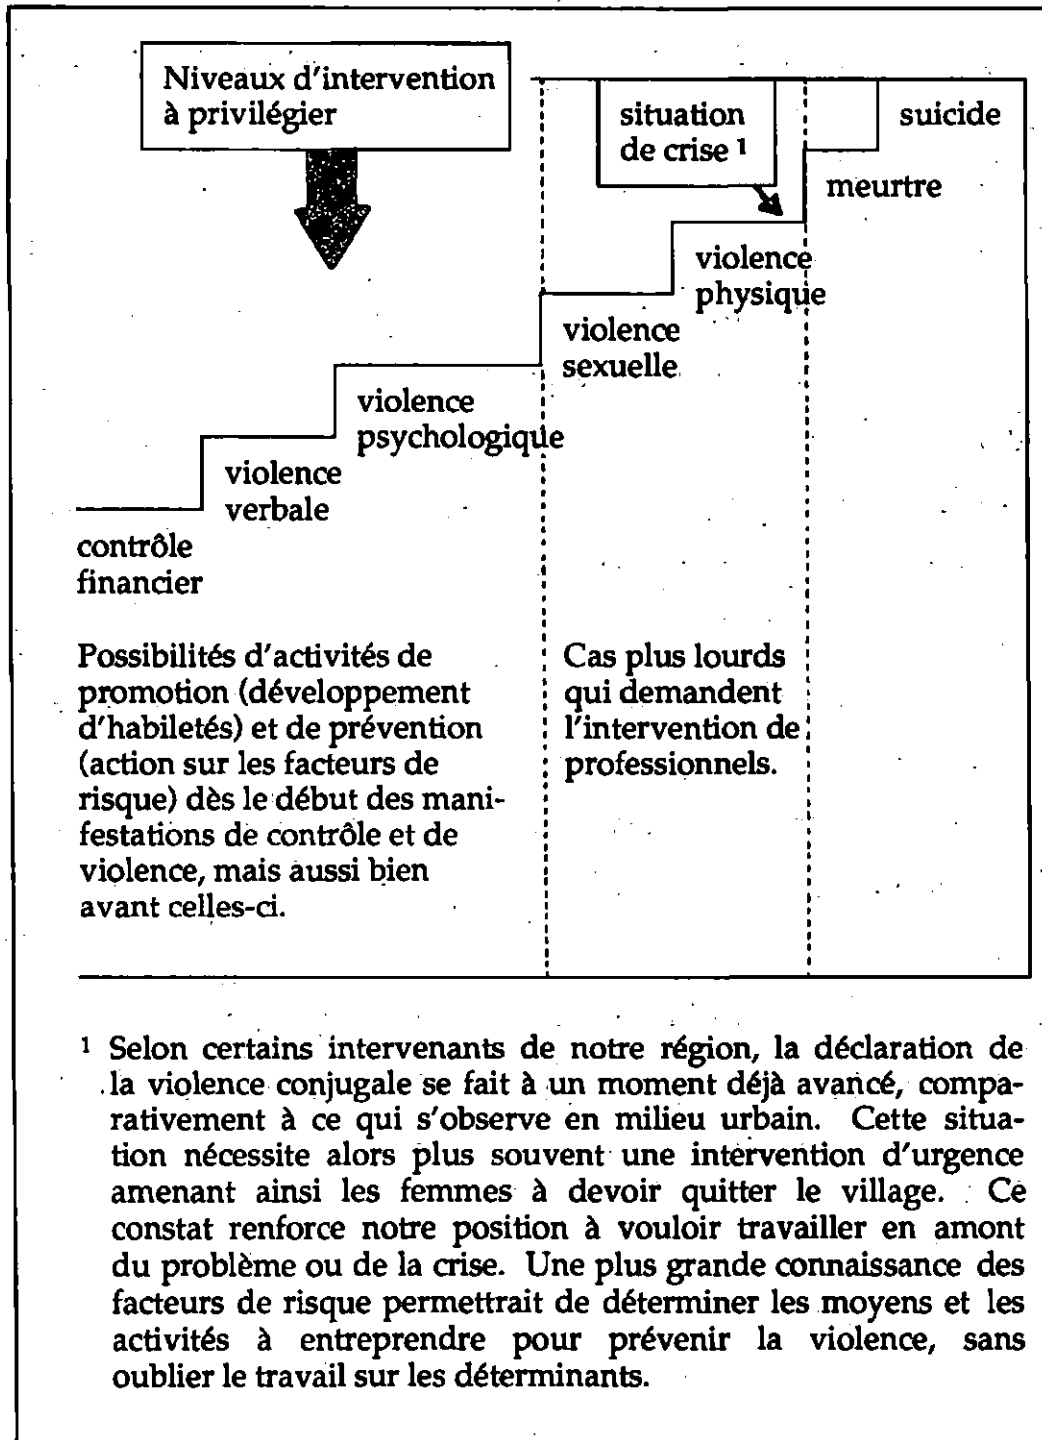 Niveaux d'intervention
à privilégier
situation
de crise 1
suicide
meurtre
violence
physique
violence
sexuelle
violence
psychologique
violence
verbale
contrôle
financier
Possibilités d'activités de
promotion (développement
d'habiletés) et de prévention
(action sur les facteurs de
risque) dès le début des mani-
festations de contrôle et de
violence, mais aussi bien
avant celles-ci.
Cas plus lourds
qui demandent
l'intervention de
professionnels.
1 Selon certains intervenants de notre région, la déclaration de
la violence conjugale se fait à un moment déjà avancé, compa-
rativement à ce qui s'observe en milieu urbain. Cette situa-
tion nécessite alors plus souvent une intervention d'urgence
amenant ainsi les femmes à devoir quitter le village. Ce
constat renforce notre position à vouloir travailler en amont
du problème ou de la crise. Une plus grande connaissance des
facteurs de risque permettrait de déterminer les moyens et les
activités à entreprendre pour prévenir la violence, sans
oublier le travail sur les déterminants.